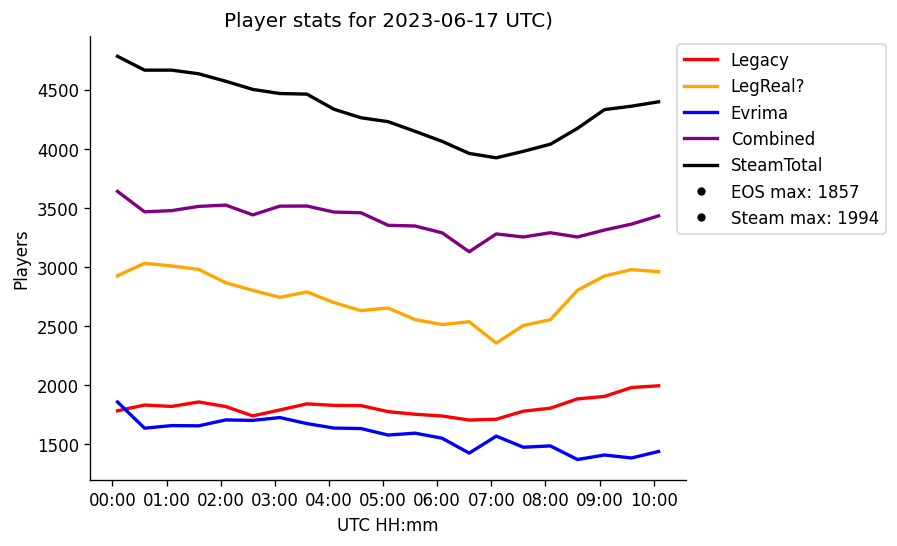 Player stats for 2023-06-17 UTC)
Legacy
LegReal?
Evrima
Combined
SteamTotal
EOS max: 1857
Steam max: 1994
Players
4500
4000
3500
3000
2500
2000
1500
00:00 01:00 02:00 03:00 04:00 05:00 06:00 07:00 08:00 09:00 10:00
UTC HH:mm